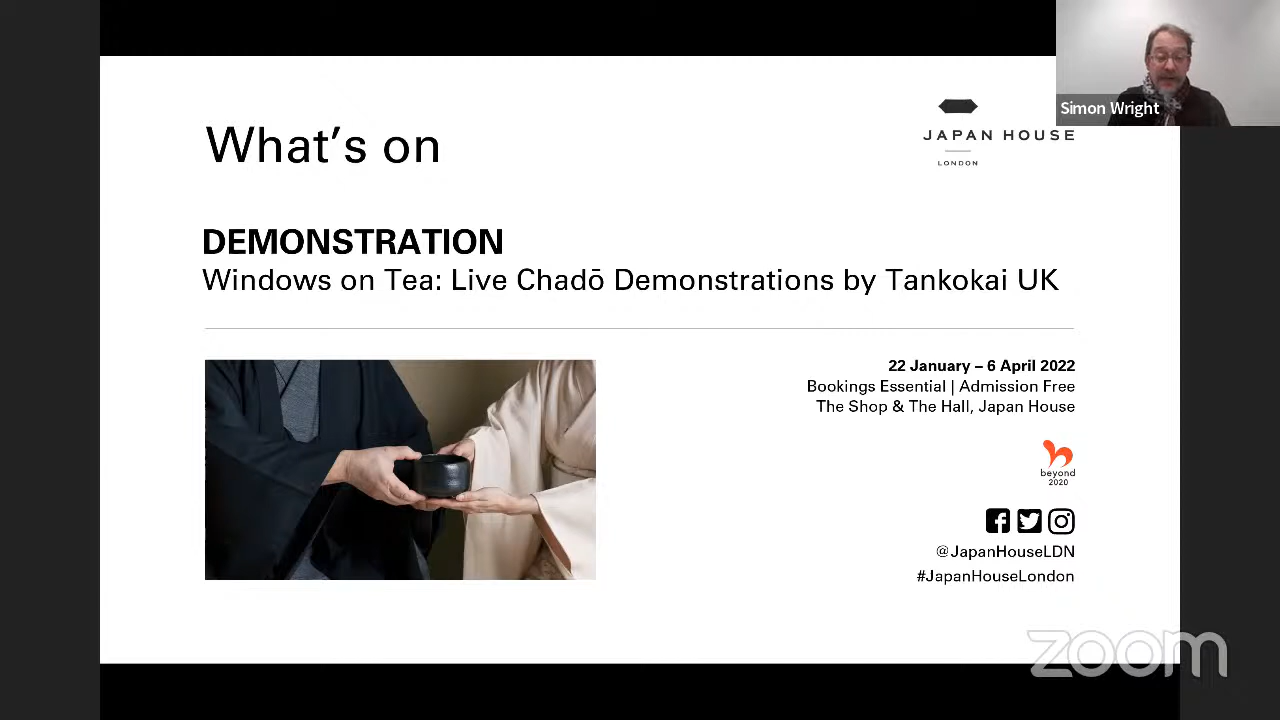 What's on
JAPAN HOUSE
LONDON
Simon Wright
DEMONSTRATION
Windows on Tea: Live Chadō Demonstrations by Tankokai UK
22 January – 6 April 2022
Bookings Essential | Admission Free
The Shop & The Hall, Japan House
beyond
2020
@JapanHouseLDN
#JapanHouseLondon
zoom